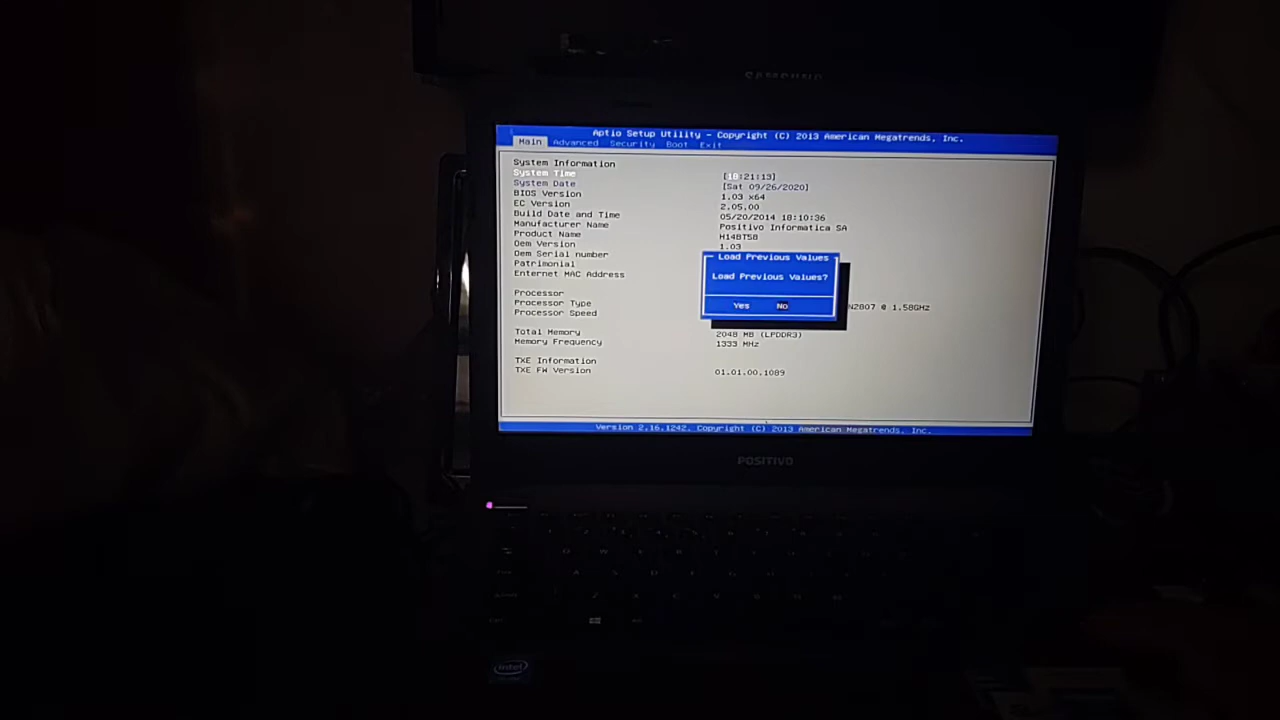 SAMSUNG
Aptio Setup Utility – Copyright (C) 2013 American Megatrends, Inc.
Main Advanced Security Boot Exit
System Information
System Time [18:21:13]
System Date [Sat 09/26/2020]
BIOS Version 1.03 x64
EC Version 2.05.00
Build Date and Time 05/20/2014 18:10:36
Manufacturer Name Positivo Informatica SA
Product Name H14BT58
Oem Version 1.03
Oem Serial number
Patrimonial
Enternet MAC Address
Load Previous Values
Load Previous Values?
Yes No
Processor
Processor Type N2807 @ 1.58GHz
Processor Speed
Total Memory 2048 MB (LPDDR3)
Memory Frequency 1333 MHz
TXE Information
TXE FW Version 01.01.00.1089
Version 2.16.1242. Copyright (C) 2013 American Megatrends, Inc.
POSITIVO
intel